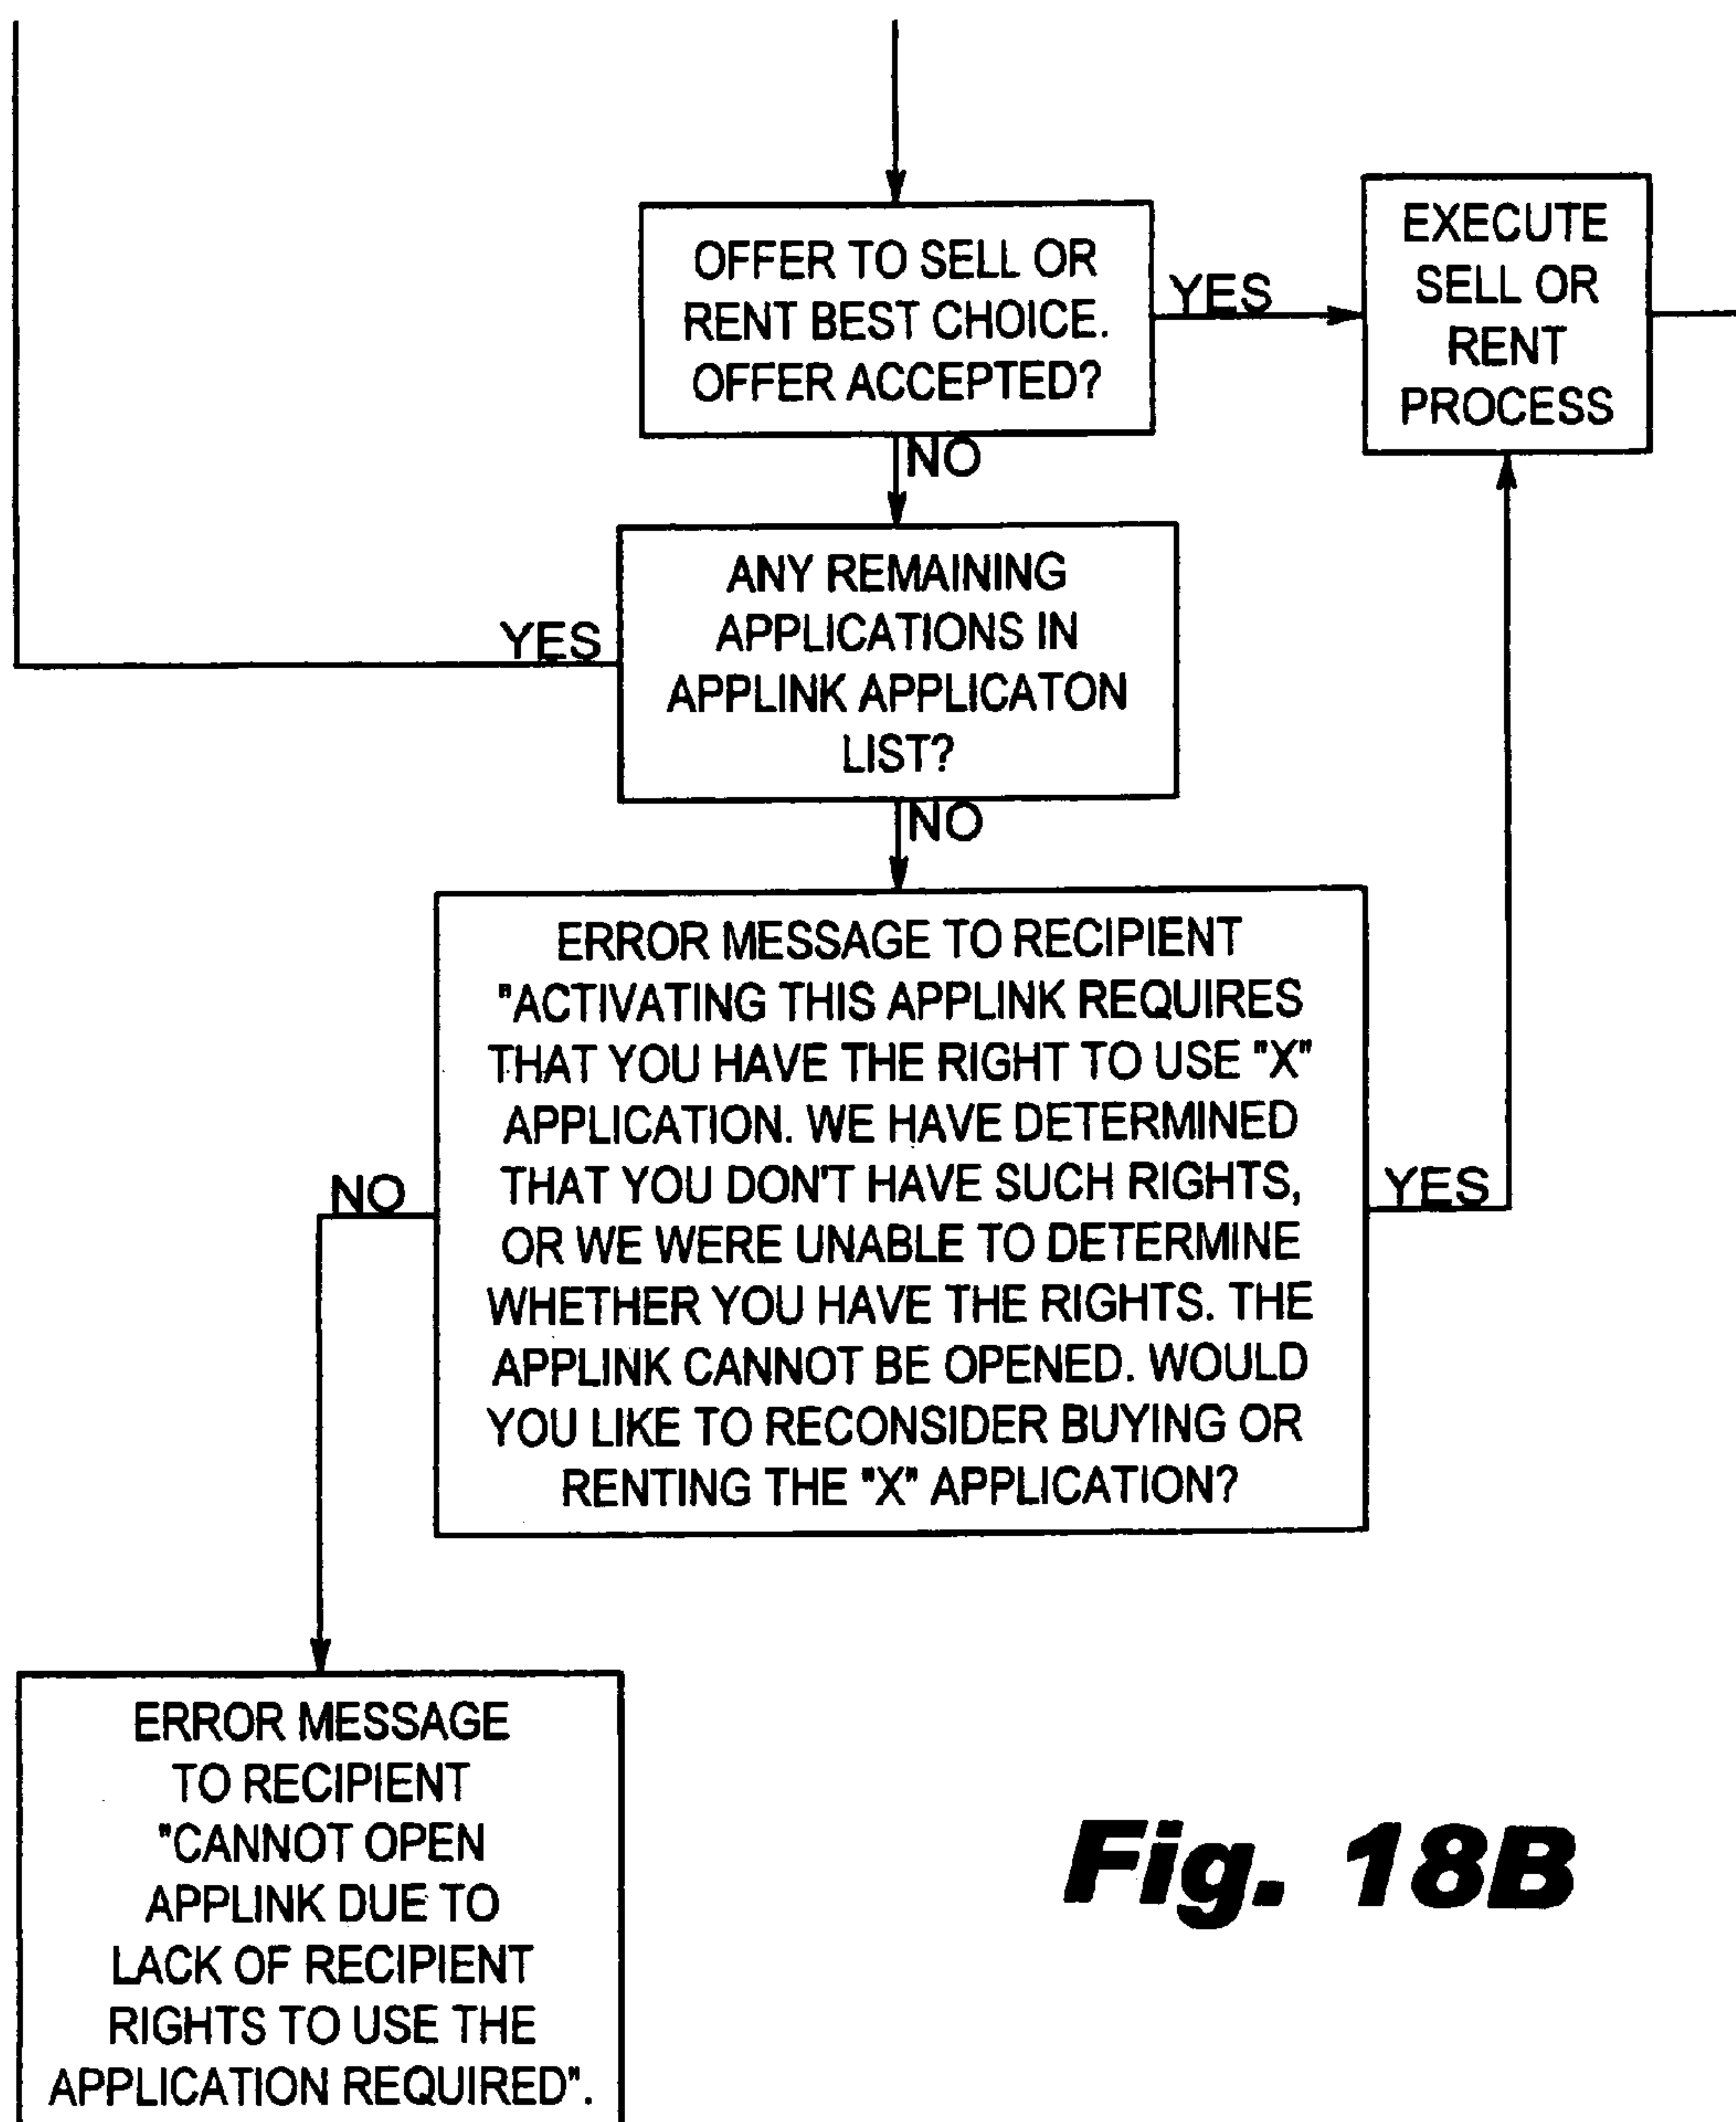 OFFER TO SELL OR
RENT BEST CHOICE.
OFFER ACCEPTED?
YES
EXECUTE
SELL OR
RENT
PROCESS
NO
ANY REMAINING
APPLICATIONS IN
APPLINK APPLICATON
LIST?
YES
NO
ERROR MESSAGE TO RECIPIENT
"ACTIVATING THIS APPLINK REQUIRES
THAT YOU HAVE THE RIGHT TO USE "X"
APPLICATION. WE HAVE DETERMINED
THAT YOU DON'T HAVE SUCH RIGHTS,
OR WE WERE UNABLE TO DETERMINE
WHETHER YOU HAVE THE RIGHTS. THE
APPLINK CANNOT BE OPENED. WOULD
YOU LIKE TO RECONSIDER BUYING OR
RENTING THE "X" APPLICATION?
NO
YES
ERROR MESSAGE
TO RECIPIENT
"CANNOT OPEN
APPLINK DUE TO
LACK OF RECIPIENT
RIGHTS TO USE THE
APPLICATION REQUIRED".
Fig. 18B